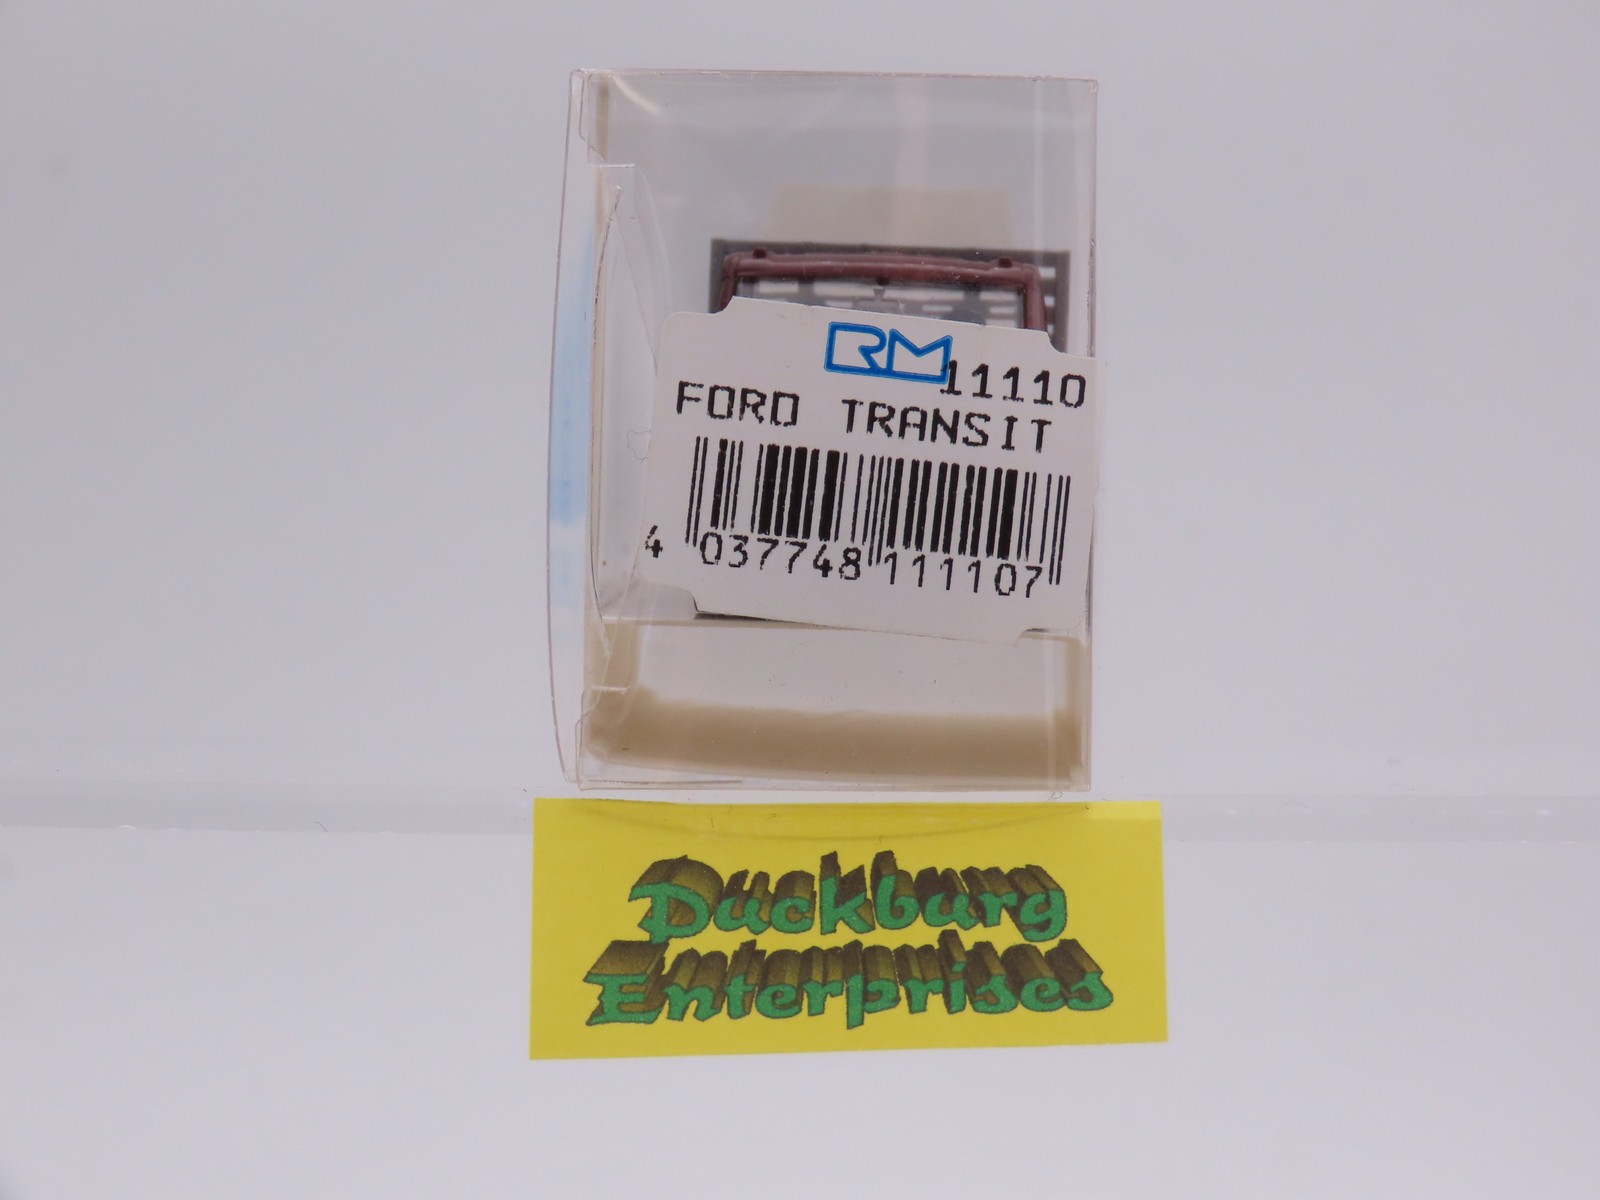 RM 11110
FORD TRANSIT
4 037748 111107
Duckburg
Enterprises